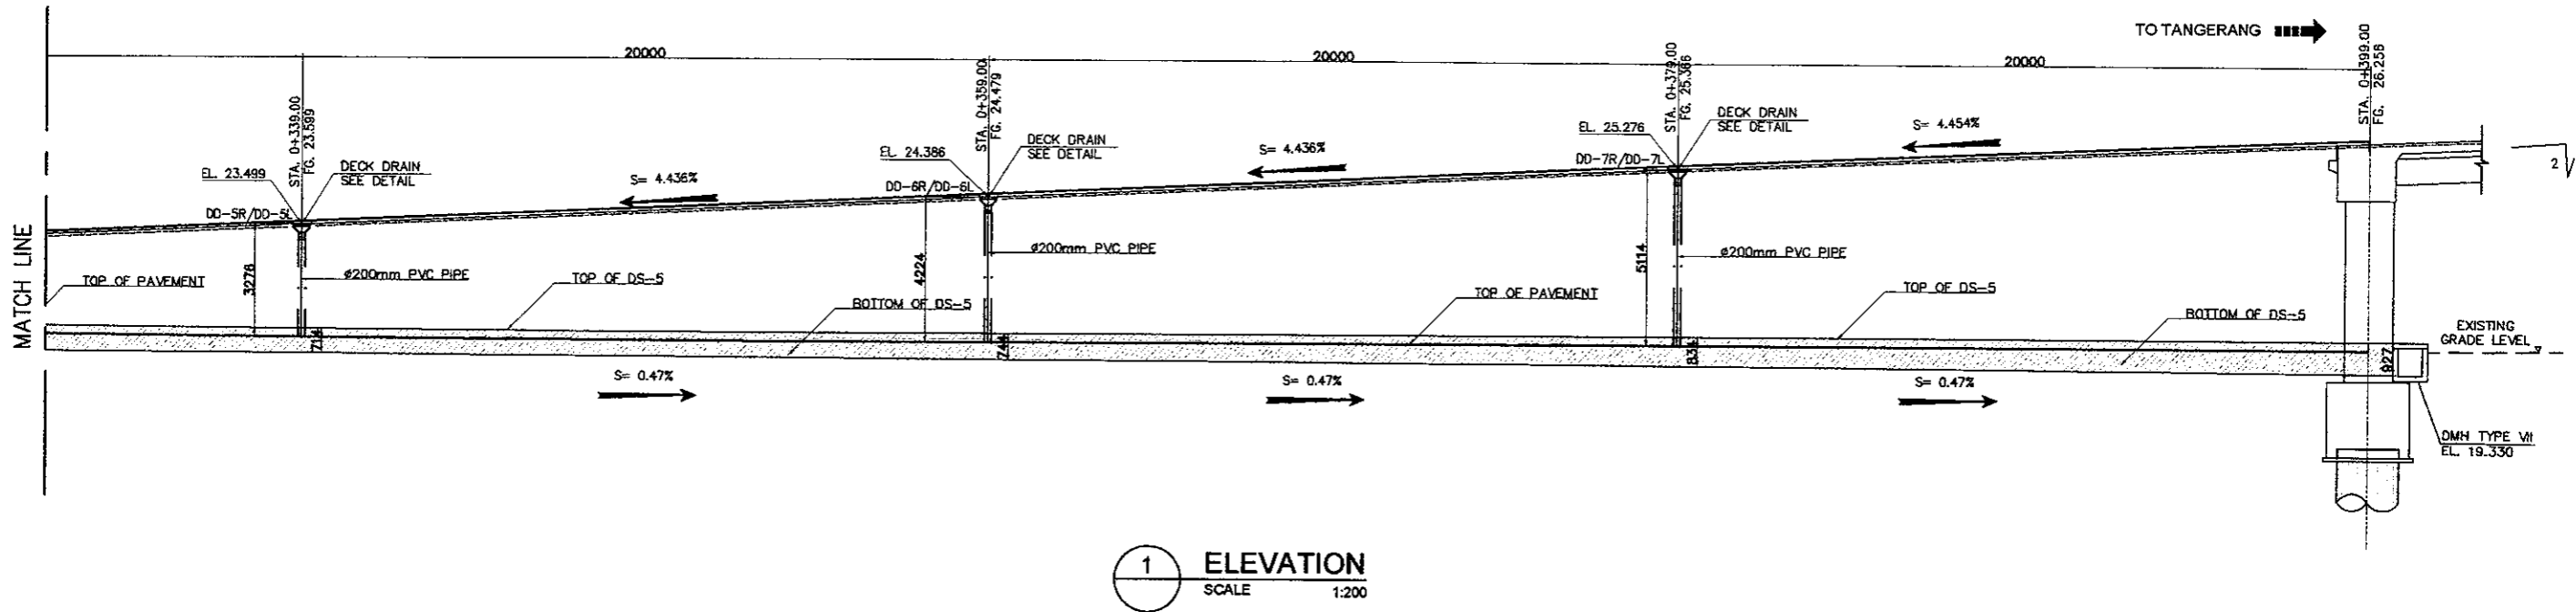 TO TANGERANG
20000
20000
20000
STA. 0+339.00
FG. 23.599
STA. 0+359.00
FG. 24.479
STA. 0+379.00
FG. 25.366
STA. 0+399.00
FG. 26.256
EL. 23.499
DECK DRAIN
SEE DETAIL
S= 4.436%
EL. 24.386
DECK DRAIN
SEE DETAIL
S= 4.436%
EL. 25.276
DECK DRAIN
SEE DETAIL
S= 4.454%
2
DD-5R/DD-5L
DD-6R/DD-6L
DD-7R/DD-7L
MATCH LINE
TOP OF PAVEMENT
3276
ø200mm PVC PIPE
TOP OF DS-5
4224
ø200mm PVC PIPE
BOTTOM OF DS-5
TOP OF PAVEMENT
5114
ø200mm PVC PIPE
TOP OF DS-5
BOTTOM OF DS-5
EXISTING
GRADE LEVEL
744
927
S= 0.47%
S= 0.47%
S= 0.47%
DMH TYPE VII
EL. 19.330
1
ELEVATION
SCALE 1:200